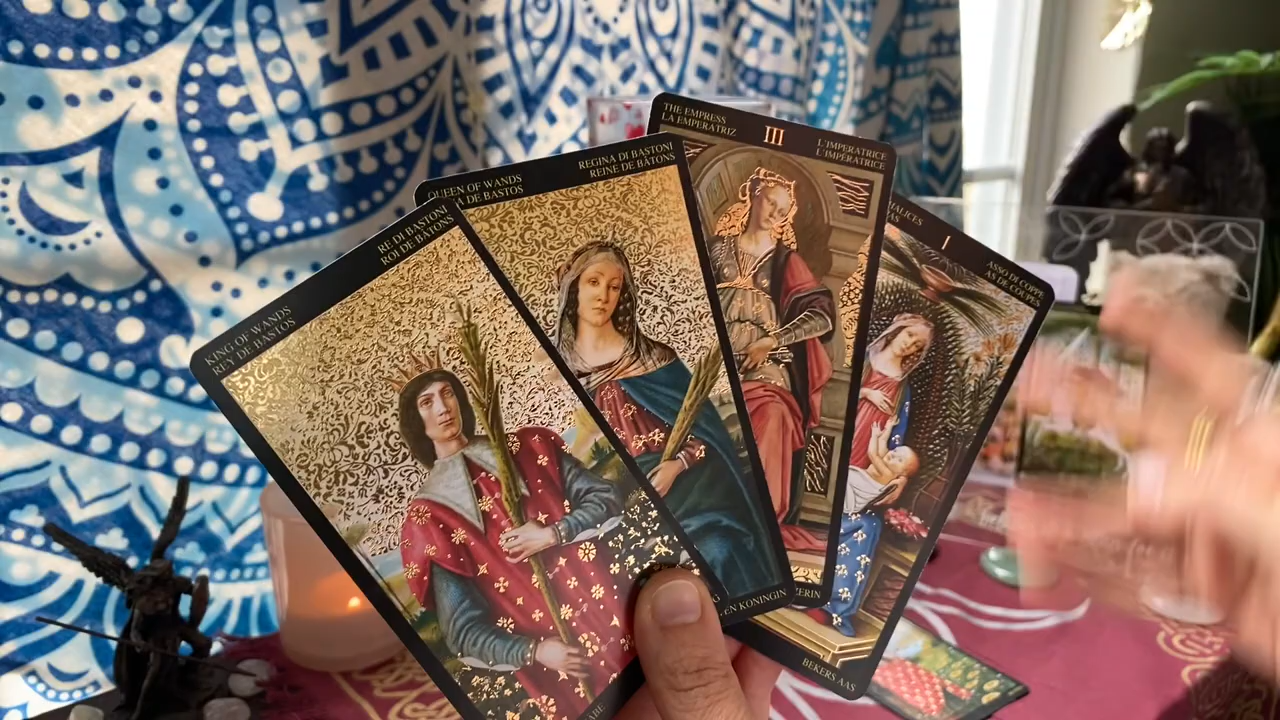 KING OF WANDS
REY DE BASTOS
RE DI BASTONI
ROI DE BÂTONS
QUEEN OF WANDS
DE BASTOS
REGINA DI BASTONI
REINE DE BÂTONS
THE EMPRESS
LA EMPERATRIZ
III
L'IMPERATRICE
L'IMPÉRATRICE
I
ASSO DI COPPE
AS DE COUPES
KONINGIN
BEKERS AAS